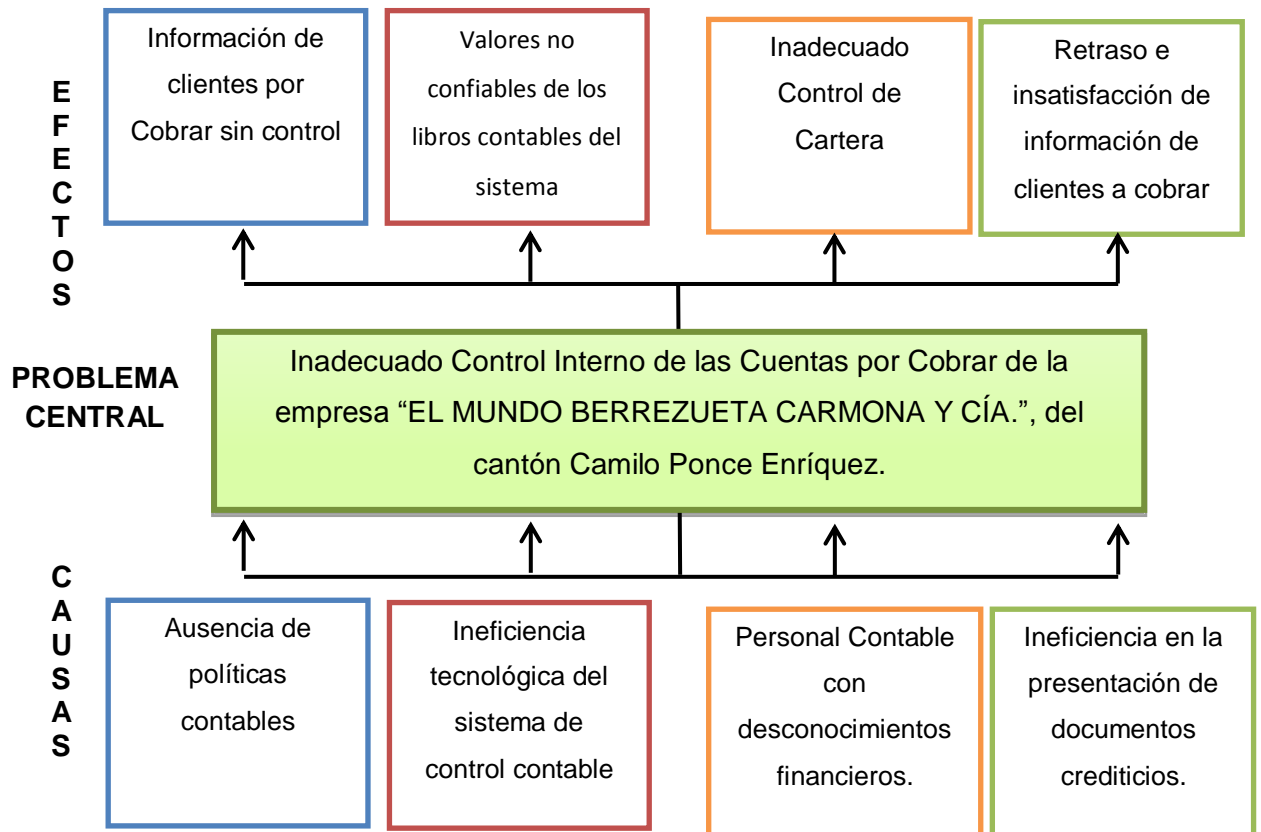 EFECTOS
Información de
clientes por
Cobrar sin control
Valores no
confiables de los
libros contables del
sistema
Inadecuado
Control de
Cartera
Retraso e
insatisfacción de
información de
clientes a cobrar
PROBLEMA
CENTRAL
Inadecuado Control Interno de las Cuentas por Cobrar de la
empresa “EL MUNDO BERREZUETA CARMONA Y CÍA.”, del
cantón Camilo Ponce Enríquez.
CAUSAS
Ausencia de
políticas
contables
Ineficiencia
tecnológica del
sistema de
control contable
Personal Contable
con
desconocimientos
financieros.
Ineficiencia en la
presentación de
documentos
crediticios.